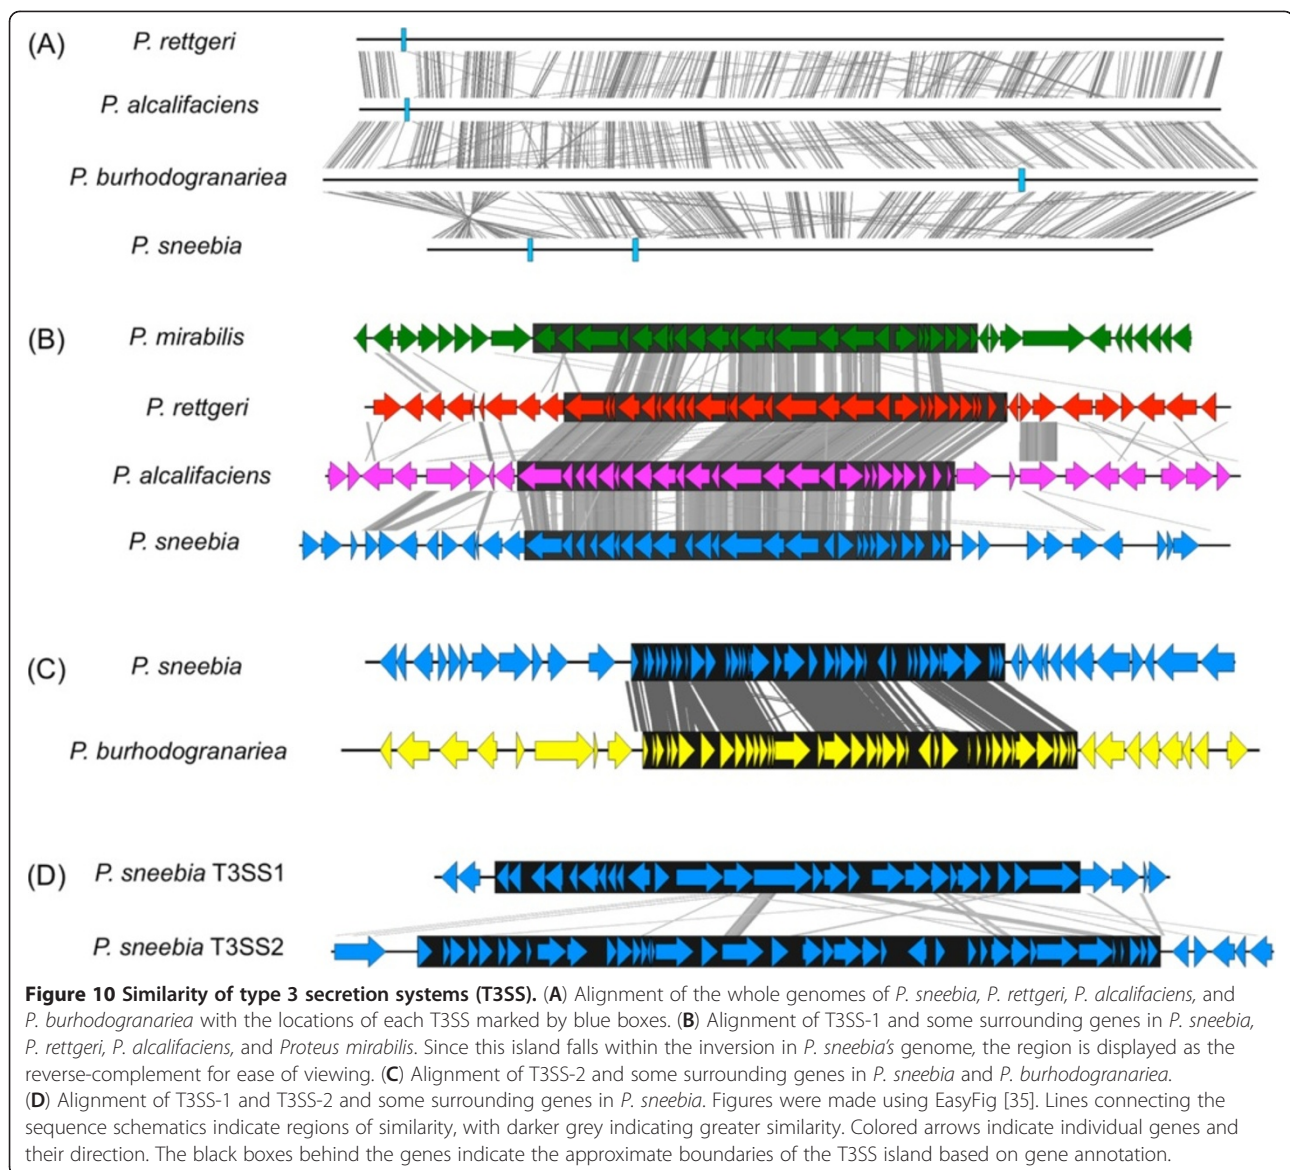 (A)
P. rettgeri
P. alcalifaciens
P. burhodogranariea
P. sneebia
(B)
P. mirabilis
P. rettgeri
P. alcalifaciens
P. sneebia
(C)
P. sneebia
P. burhodogranariea
(D)
P. sneebia T3SS1
P. sneebia T3SS2
Figure 10 Similarity of type 3 secretion systems (T3SS). (A) Alignment of the whole genomes of P. sneebia, P. rettgeri, P. alcalifaciens, and
P. burhodogranariea with the locations of each T3SS marked by blue boxes. (B) Alignment of T3SS-1 and some surrounding genes in P. sneebia,
P. rettgeri, P. alcalifaciens, and Proteus mirabilis. Since this island falls within the inversion in P. sneebia's genome, the region is displayed as the
reverse-complement for ease of viewing. (C) Alignment of T3SS-2 and some surrounding genes in P. sneebia and P. burhodogranariea.
(D) Alignment of T3SS-1 and T3SS-2 and some surrounding genes in P. sneebia. Figures were made using EasyFig [35]. Lines connecting the
sequence schematics indicate regions of similarity, with darker grey indicating greater similarity. Colored arrows indicate individual genes and
their direction. The black boxes behind the genes indicate the approximate boundaries of the T3SS island based on gene annotation.